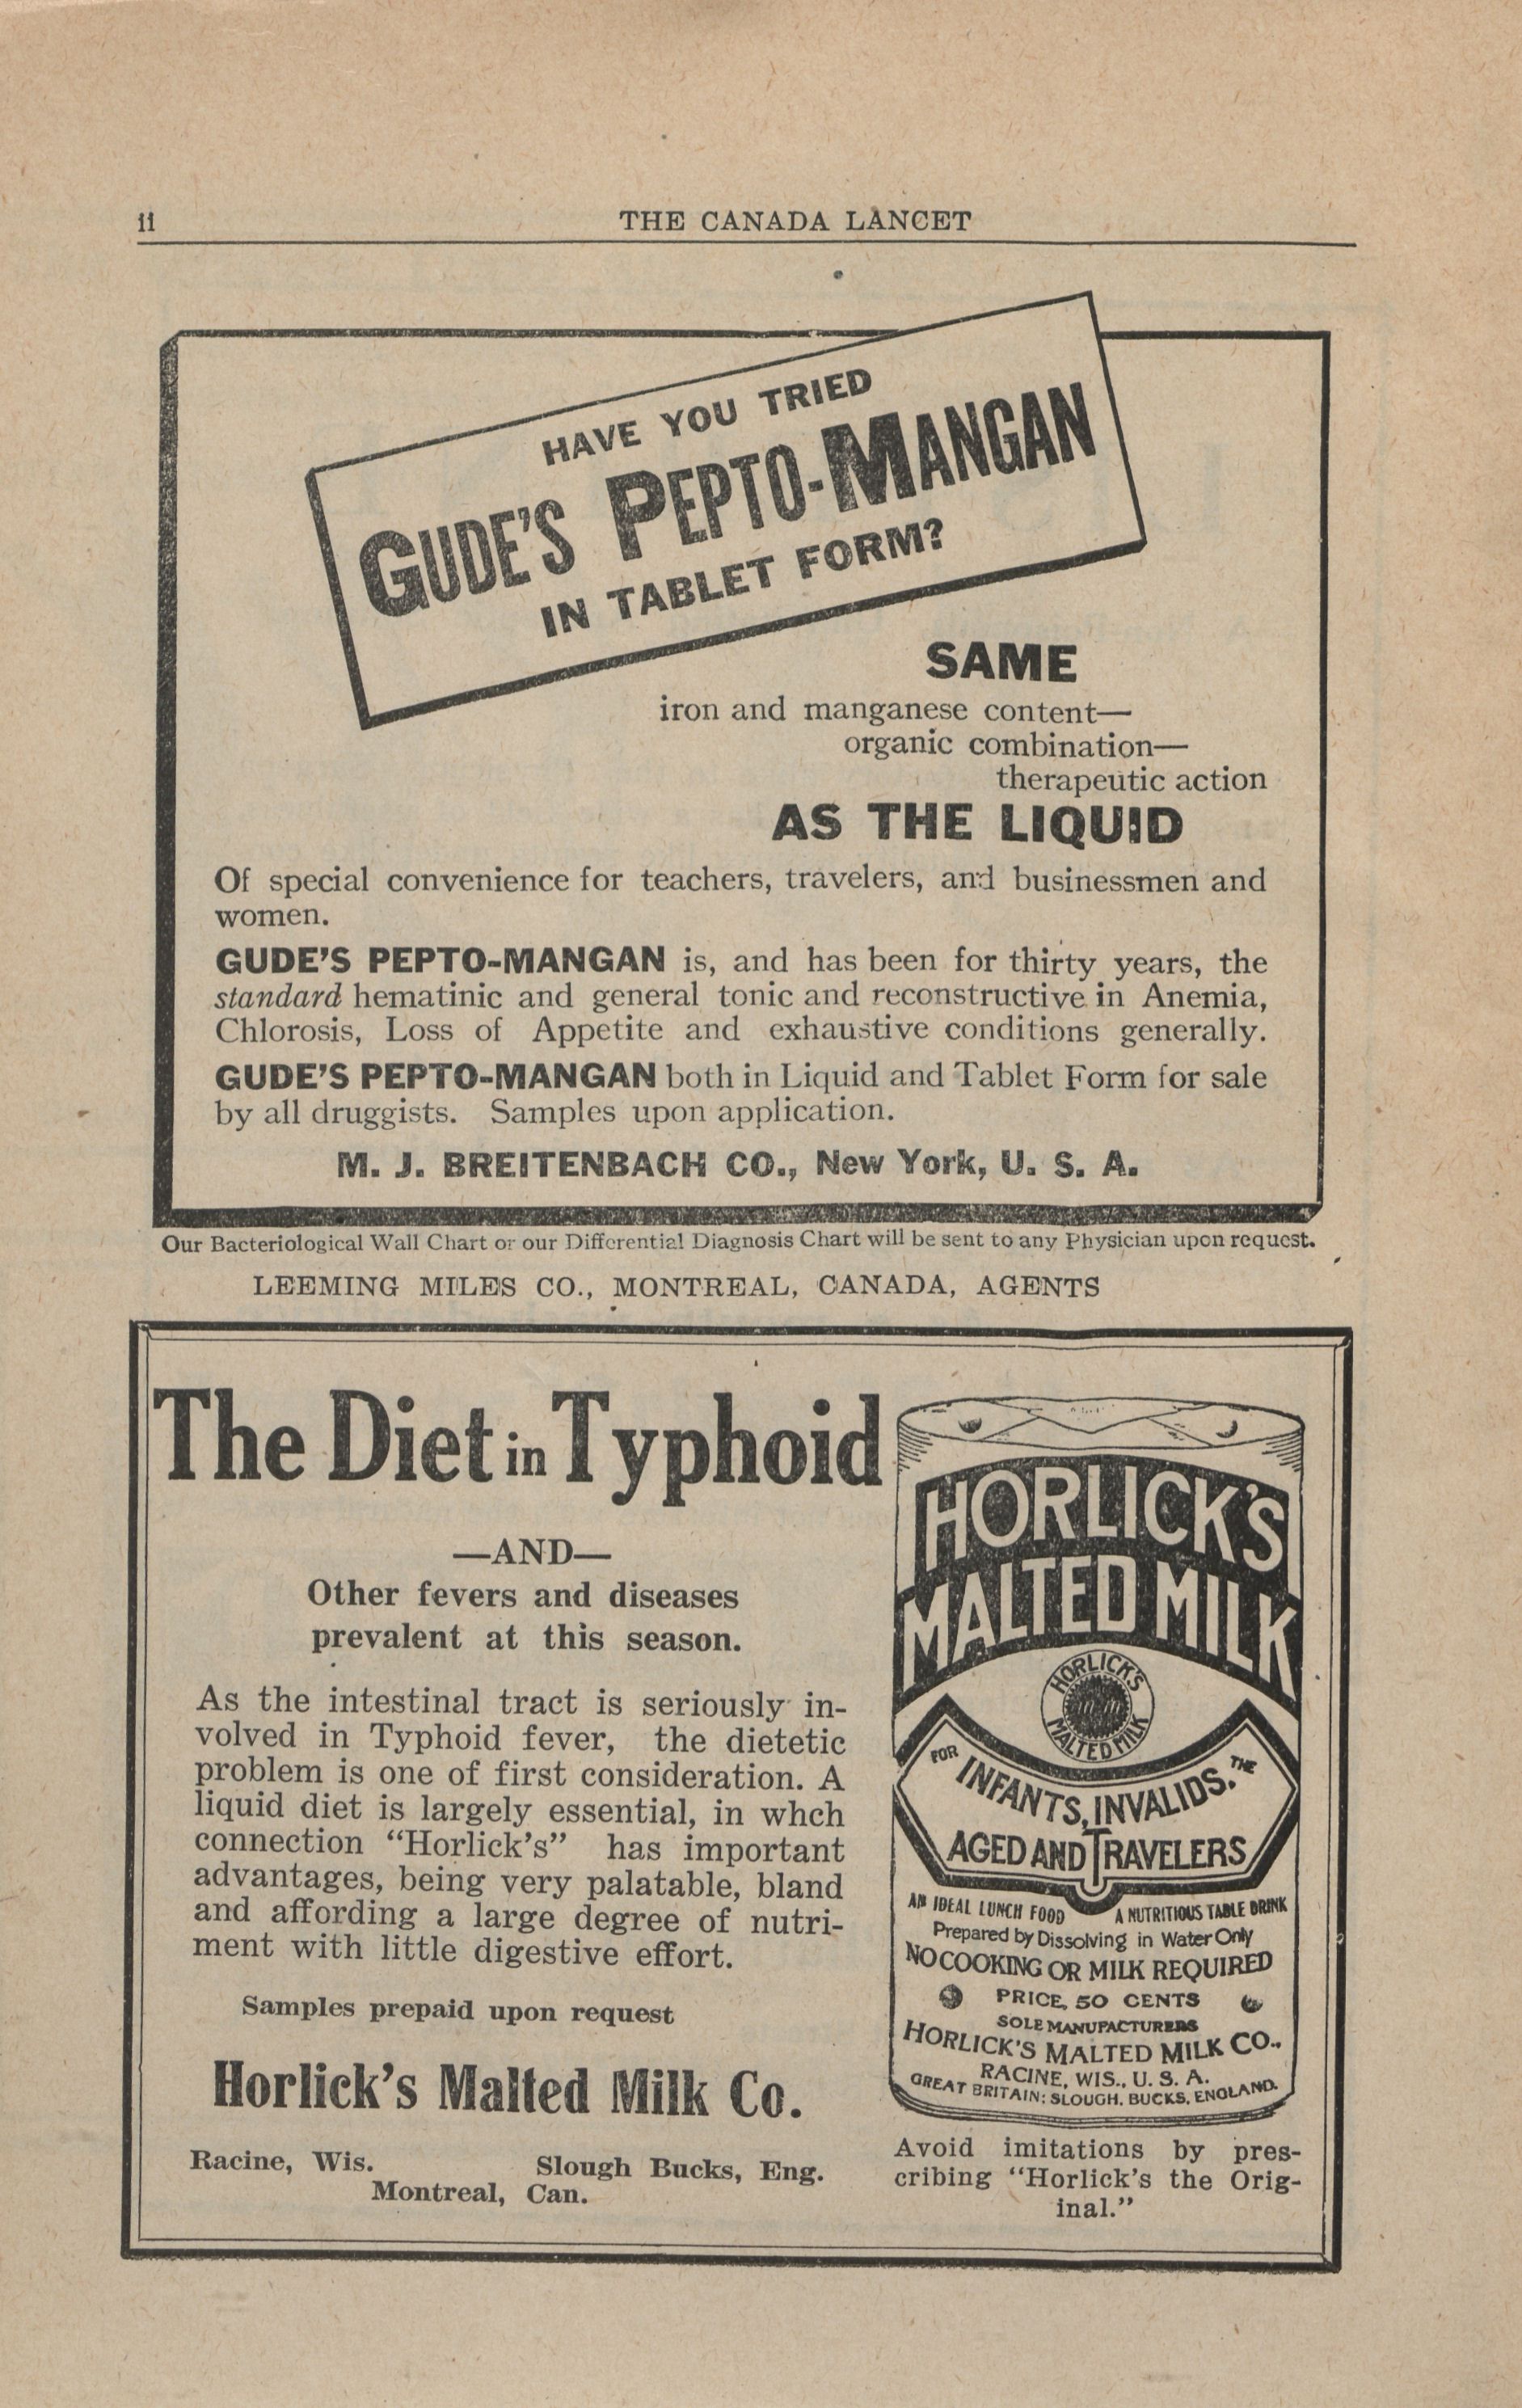 11
THE CANADA LANCET
HAVE YOU TRIED
GUDE'S PEPTO-MANGAN
IN TABLET FORM?
SAME
iron and manganese content—
organic combination—
therapeutic action
AS THE LIQUID
Of special convenience for teachers, travelers, and businessmen and
women.
GUDE'S PEPTO-MANGAN is, and has been for thirty years, the
standard hematinic and general tonic and reconstructive in Anemia,
Chlorosis, Loss of Appetite and exhaustive conditions generally.
GUDE'S PEPTO-MANGAN both in Liquid and Tablet Form for sale
by all druggists. Samples upon application.
M. J. BREITENBACH CO., New York, U. S. A.
Our Bacteriological Wall Chart or our Differential Diagnosis Chart will be sent to any Physician upon request.
LEEMING MILES CO., MONTREAL, CANADA, AGENTS
The Diet in Typhoid
—AND—
Other fevers and diseases
prevalent at this season.
As the intestinal tract is seriously in-
volved in Typhoid fever, the dietetic
problem is one of first consideration. A
liquid diet is largely essential, in whch
connection "Horlick's" has important
advantages, being very palatable, bland
and affording a large degree of nutri-
ment with little digestive effort.
Samples prepaid upon request
Horlick's Malted Milk Co.
Racine, Wis. Slough Bucks, Eng.
Montreal, Can.
HORLICK'S
MALTED MILK
HORLICK'S
MALTED MILK
FOR INFANTS, INVALIDS. THE
AGED AND TRAVELERS
AN IDEAL LUNCH FOOD A NUTRITIOUS TABLE DRINK
Prepared by Dissolving in Water Only
NO COOKING OR MILK REQUIRED
PRICE, 50 CENTS
SOLE MANUFACTURERS
HORLICK'S MALTED MILK CO.,
RACINE, WIS., U. S. A.
GREAT BRITAIN: SLOUGH, BUCKS, ENGLAND.
Avoid imitations by pres-
cribing "Horlick's the Orig-
inal."